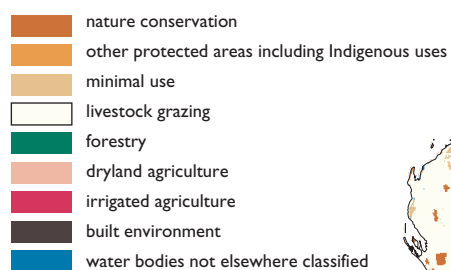 nature conservation
other protected areas including Indigenous uses
minimal use
livestock grazing
forestry
dryland agriculture
irrigated agriculture
built environment
water bodies not elsewhere classified